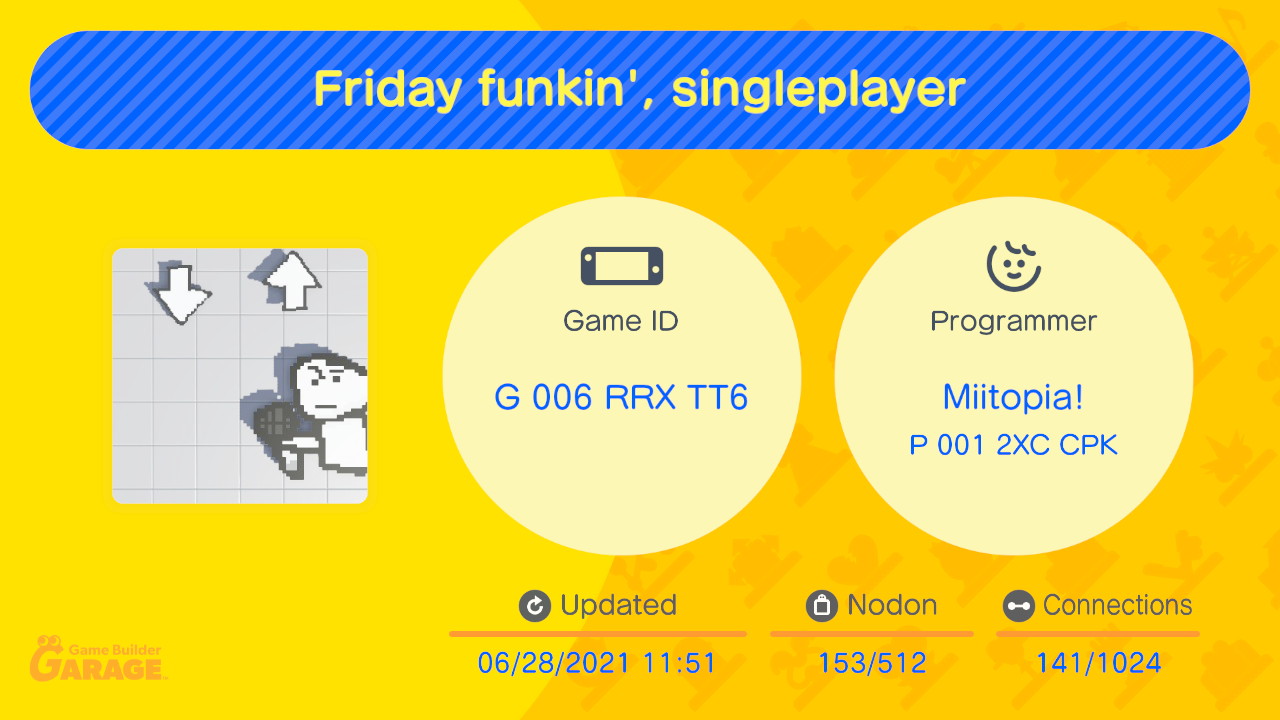 Friday funkin', singleplayer
Game ID
G 006 RRX TT6
Programmer
Miitopia!
P 001 2XC CPK
Updated
06/28/2021 11:51
Nodon
153/512
Connections
141/1024
Game Builder
GARAGE™